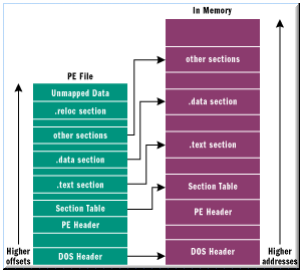 In Memory
PE File
Unmapped Data
.reloc section
other sections
.data section
.text section
Section Table
PE Header
DOS Header
other sections
.data section
.text section
Section Table
PE Header
DOS Header
Higher
offsets
Higher
addresses